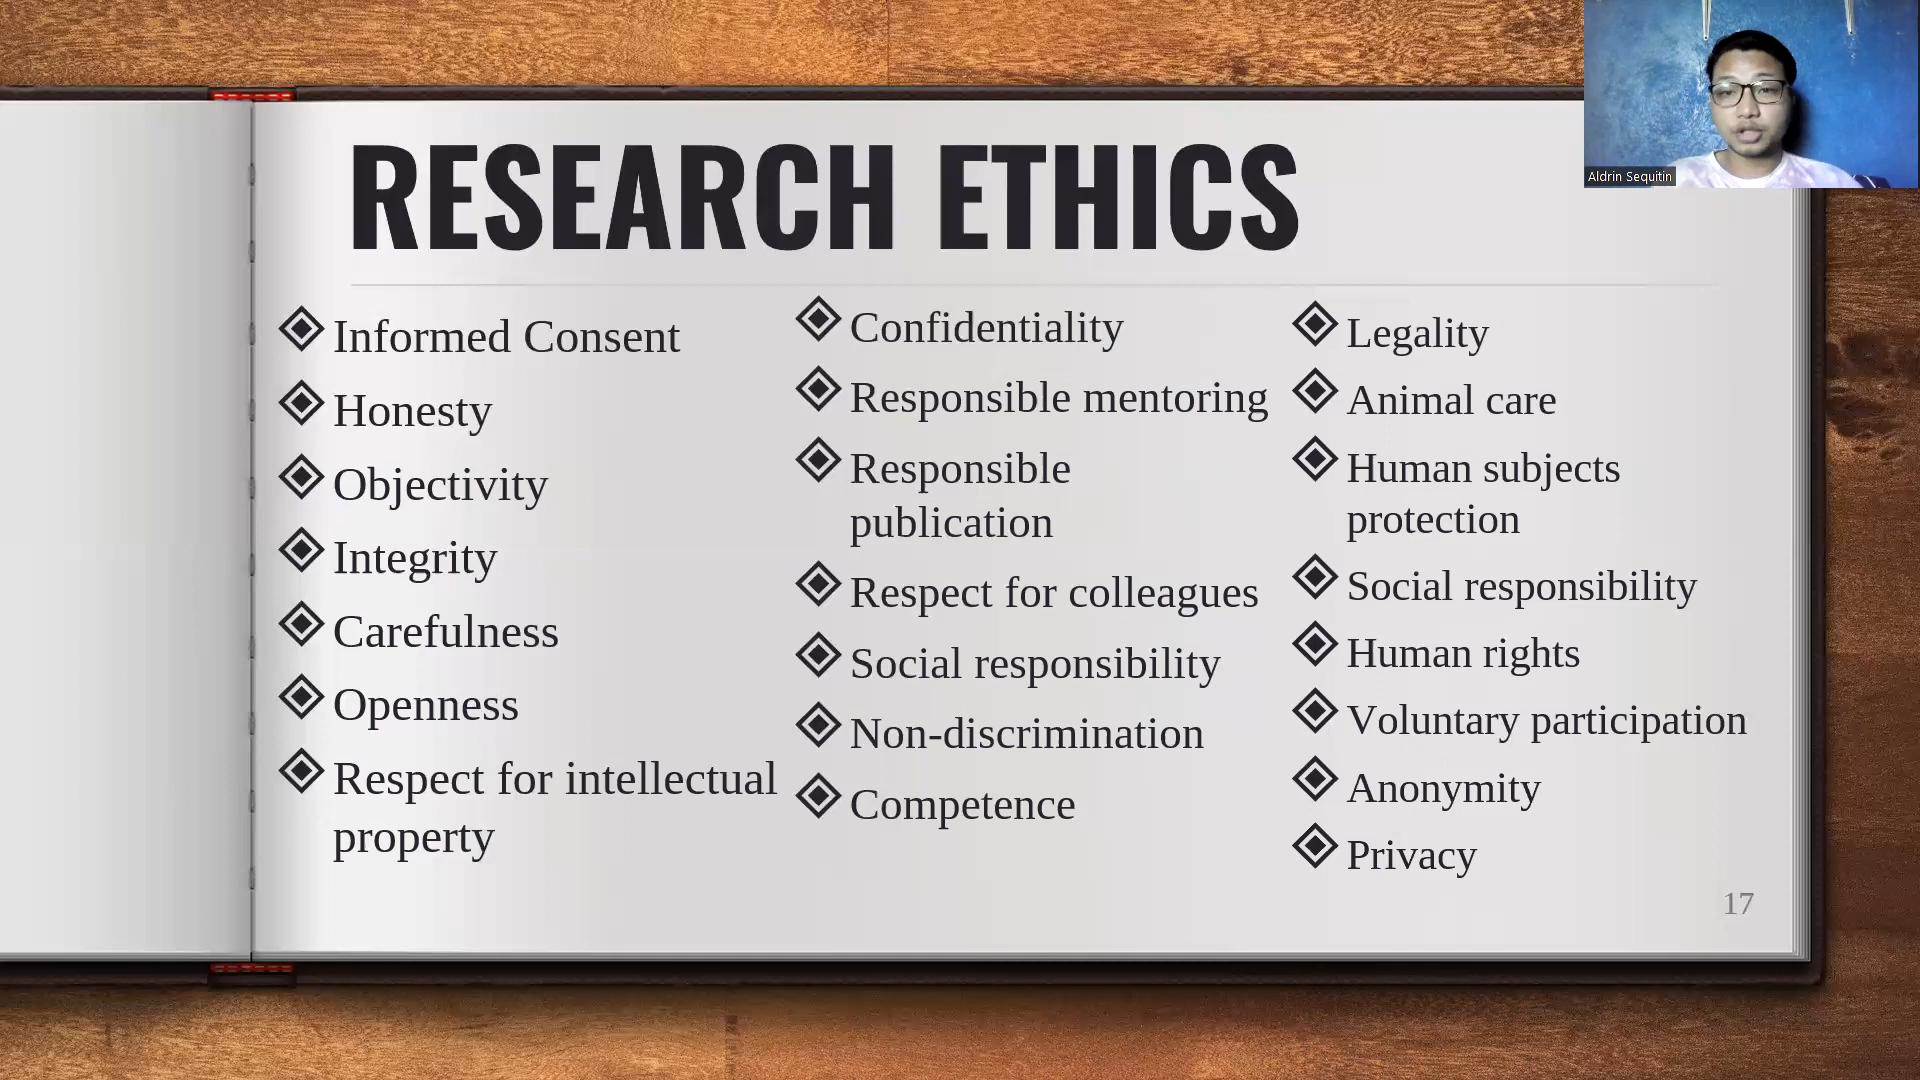 RESEARCH ETHICS
Informed Consent
Honesty
Objectivity
Integrity
Carefulness
Openness
Respect for intellectual
property
Confidentiality
Responsible mentoring
Responsible
publication
Respect for colleagues
Social responsibility
Non-discrimination
Competence
Legality
Animal care
Human subjects
protection
Social responsibility
Human rights
Voluntary participation
Anonymity
Privacy
17
Aldrin Sequitin